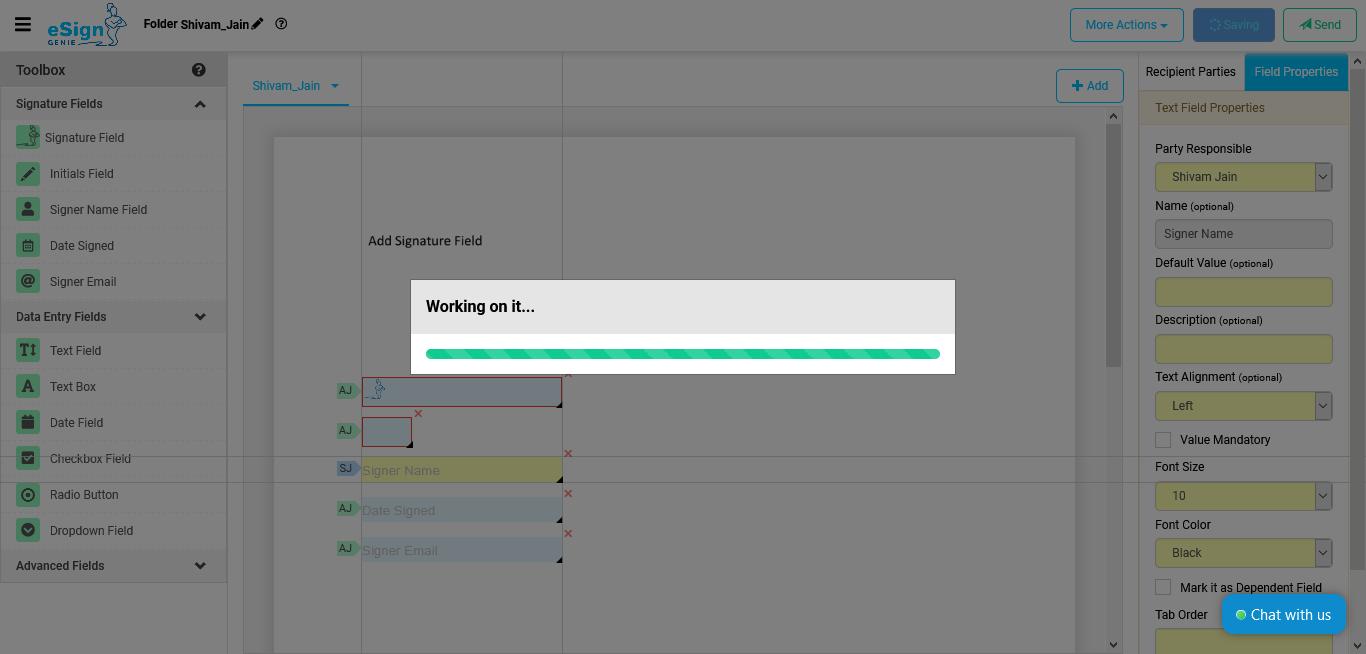 eSign
GENIE
Folder Shivam_Jain
More Actions
Saving
Send
Toolbox
Signature Fields
Signature Field
Initials Field
Signer Name Field
Date Signed
Signer Email
Data Entry Fields
Text Field
Text Box
Date Field
Checkbox Field
Radio Button
Dropdown Field
Advanced Fields
Shivam_Jain
Add
Add Signature Field
Working on it...
AJ
AJ
SJ Signer Name
AJ Date Signed
AJ Signer Email
Recipient Parties
Field Properties
Text Field Properties
Party Responsible
Shivam Jain
Name (optional)
Signer Name
Default Value (optional)
Description (optional)
Text Alignment (optional)
Left
Value Mandatory
Font Size
10
Font Color
Black
Mark it as Dependent Field
Tab Order
Chat with us